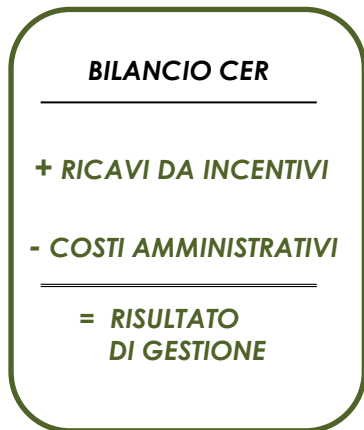 BILANCIO CER
+ RICAVI DA INCENTIVI
- COSTI AMMINISTRATIVI
= RISULTATO
DI GESTIONE